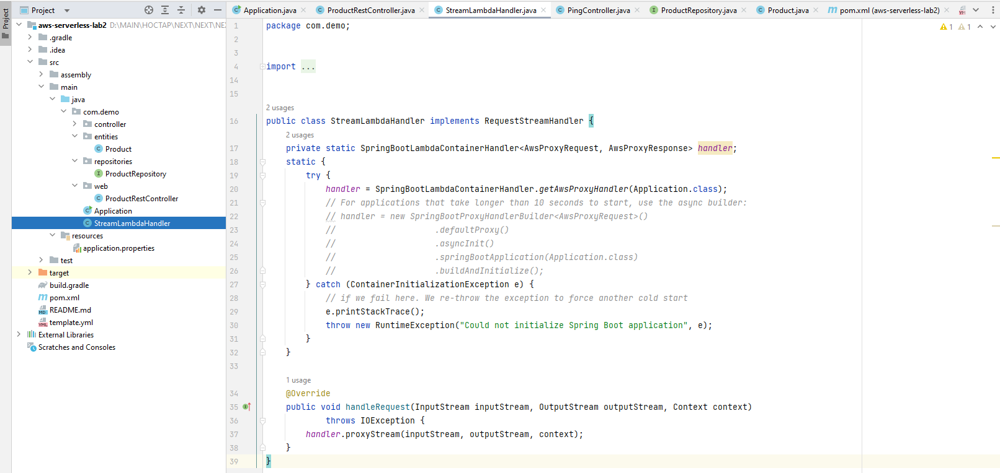 Project
Project
aws-serverless-lab2 D:\MAIN\HOCTAP\NEXT\NEXT\NEX
.gradle
.idea
src
assembly
main
java
com.demo
controller
entities
Product
repositories
ProductRepository
web
ProductRestController
Application
StreamLambdaHandler
resources
application.properties
test
target
build.gradle
pom.xml
README.md
template.yml
External Libraries
Scratches and Consoles
Application.java ProductRestController.java StreamLambdaHandler.java PingController.java ProductRepository.java Product.java pom.xml (aws-serverless-lab2)
1 1
1 package com.demo;
2
3
4 import ...
14
15
2 usages
16 public class StreamLambdaHandler implements RequestStreamHandler {
2 usages
17 private static SpringBootLambdaContainerHandler<AwsProxyRequest, AwsProxyResponse> handler;
18 static {
19 try {
20 handler = SpringBootLambdaContainerHandler.getAwsProxyHandler(Application.class);
21 // For applications that take longer than 10 seconds to start, use the async builder:
22 // handler = new SpringBootProxyHandlerBuilder<AwsProxyRequest>()
23 // .defaultProxy()
24 // .asyncInit()
25 // .springBootApplication(Application.class)
26 // .buildAndInitialize();
27 } catch (ContainerInitializationException e) {
28 // if we fail here. We re-throw the exception to force another cold start
29 e.printStackTrace();
30 throw new RuntimeException("Could not initialize Spring Boot application", e);
31 }
32 }
33
1 usage
34 @Override
35 public void handleRequest(InputStream inputStream, OutputStream outputStream, Context context)
36 throws IOException {
37 handler.proxyStream(inputStream, outputStream, context);
38 }
39 }